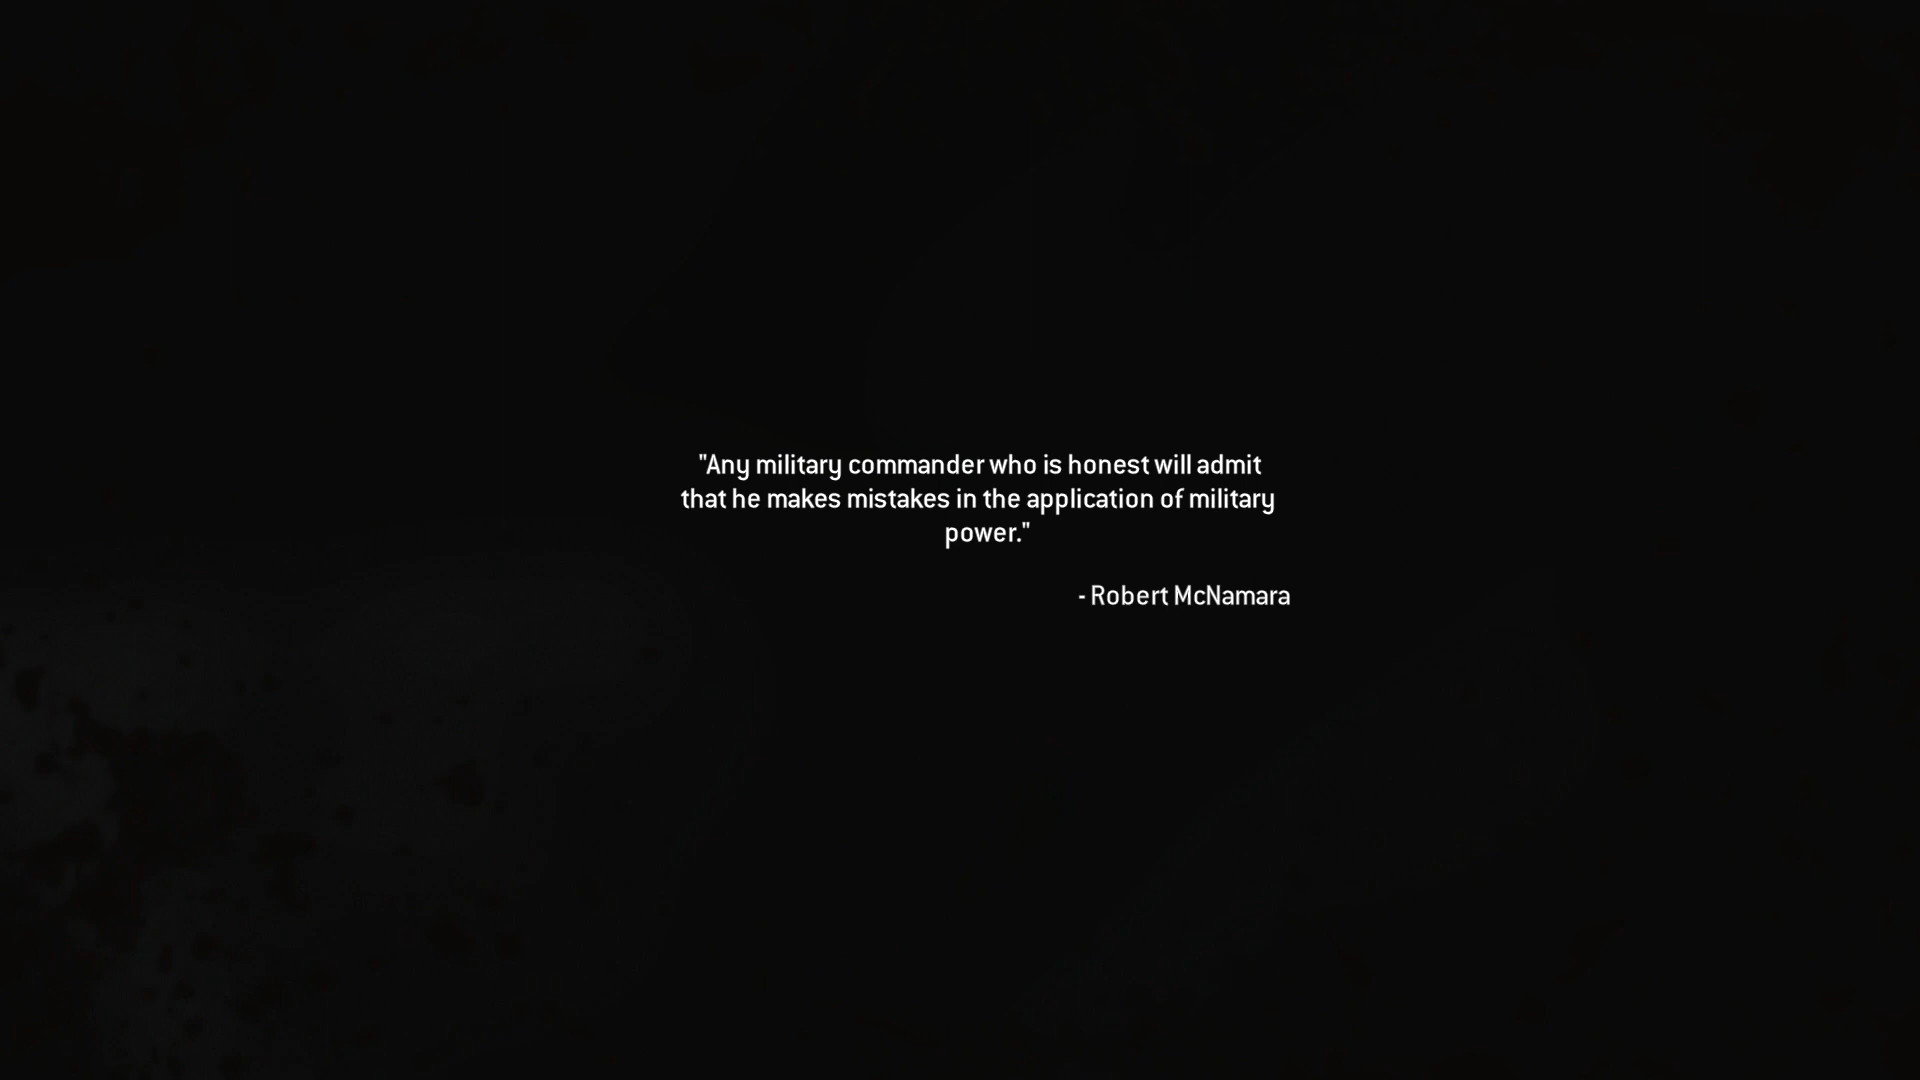 "Any military commander who is honest will admit
that he makes mistakes in the application of military
power."
- Robert McNamara